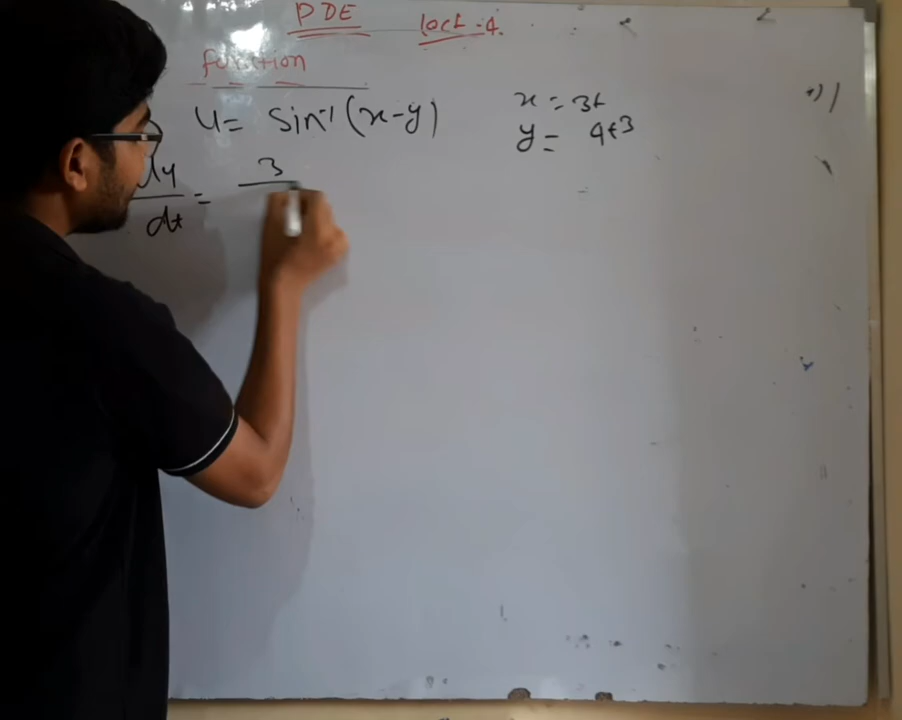 PDE lect-4.
function
u = sin⁻¹(x-y)
x = 3t
y = 4t3
du/dt = 3